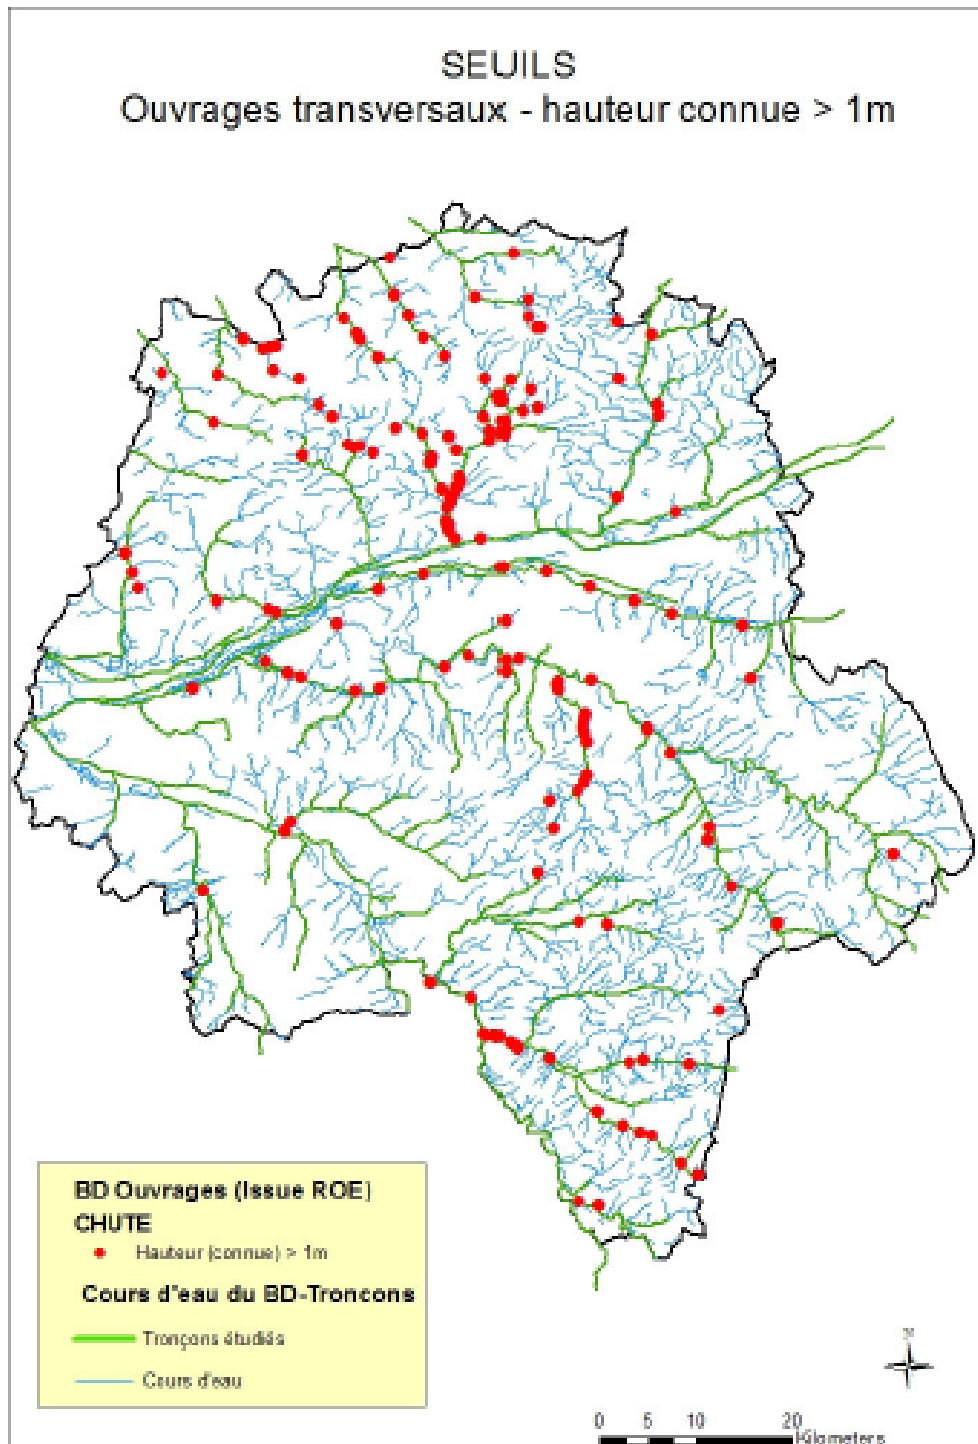 SEUILS
Ouvrages transversaux - hauteur connue > 1m
BD Ouvrages (Issue ROE)
CHUTE
Hauteur (connue) > 1m
Cours d'eau du BD-Troncons
Tronçons étudiés
Cours d'eau
N
0 5 10 20
Kilometers